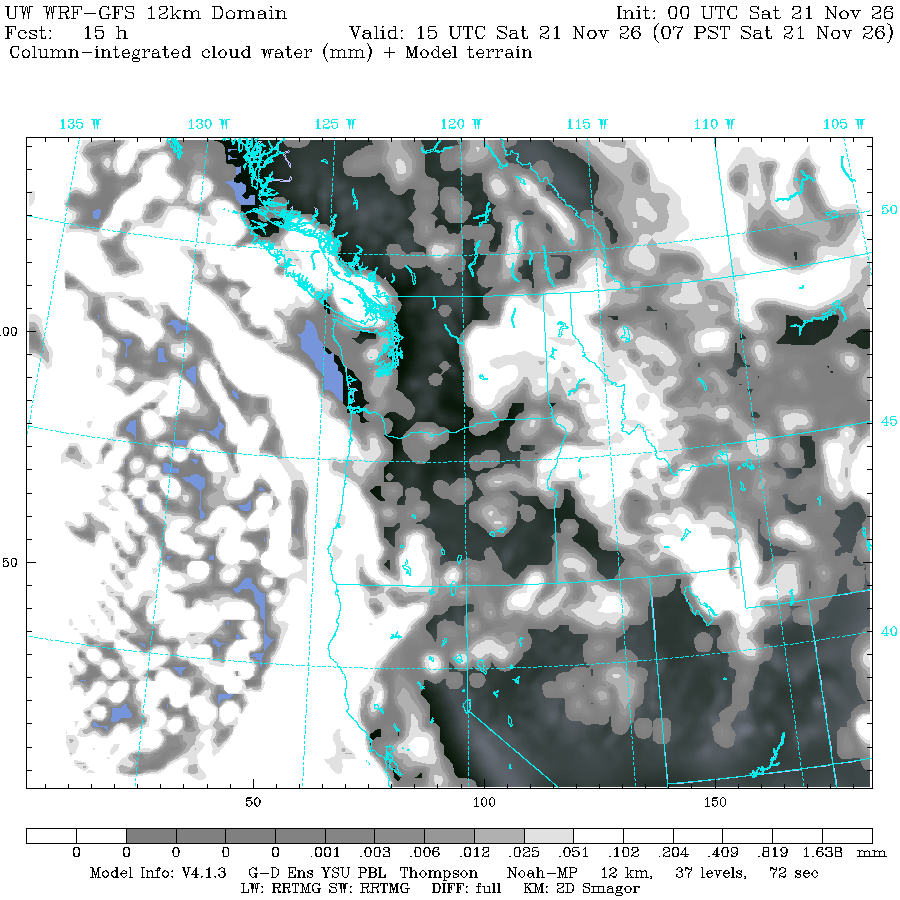 UW WRF-GFS 12km Domain Init: 00 UTC Sat 21 Nov 26
Fcst: 15 h Valid: 15 UTC Sat 21 Nov 26 (07 PST Sat 21 Nov 26)
Column-integrated cloud water (mm) + Model terrain
135 W 130 W 125 W 120 W 115 W 110 W 105 W
50
00
45
50
40
50 100 150
0 0 0 0 0 .001 .003 .006 .012 .025 .051 .102 .204 .409 .819 1.638 mm
Model Info: V4.1.3 G-D Ens YSU PBL Thompson Noah-MP 12 km, 37 levels, 72 sec
LW: RRTMG SW: RRTMG DIFF: full KM: 2D Smagor